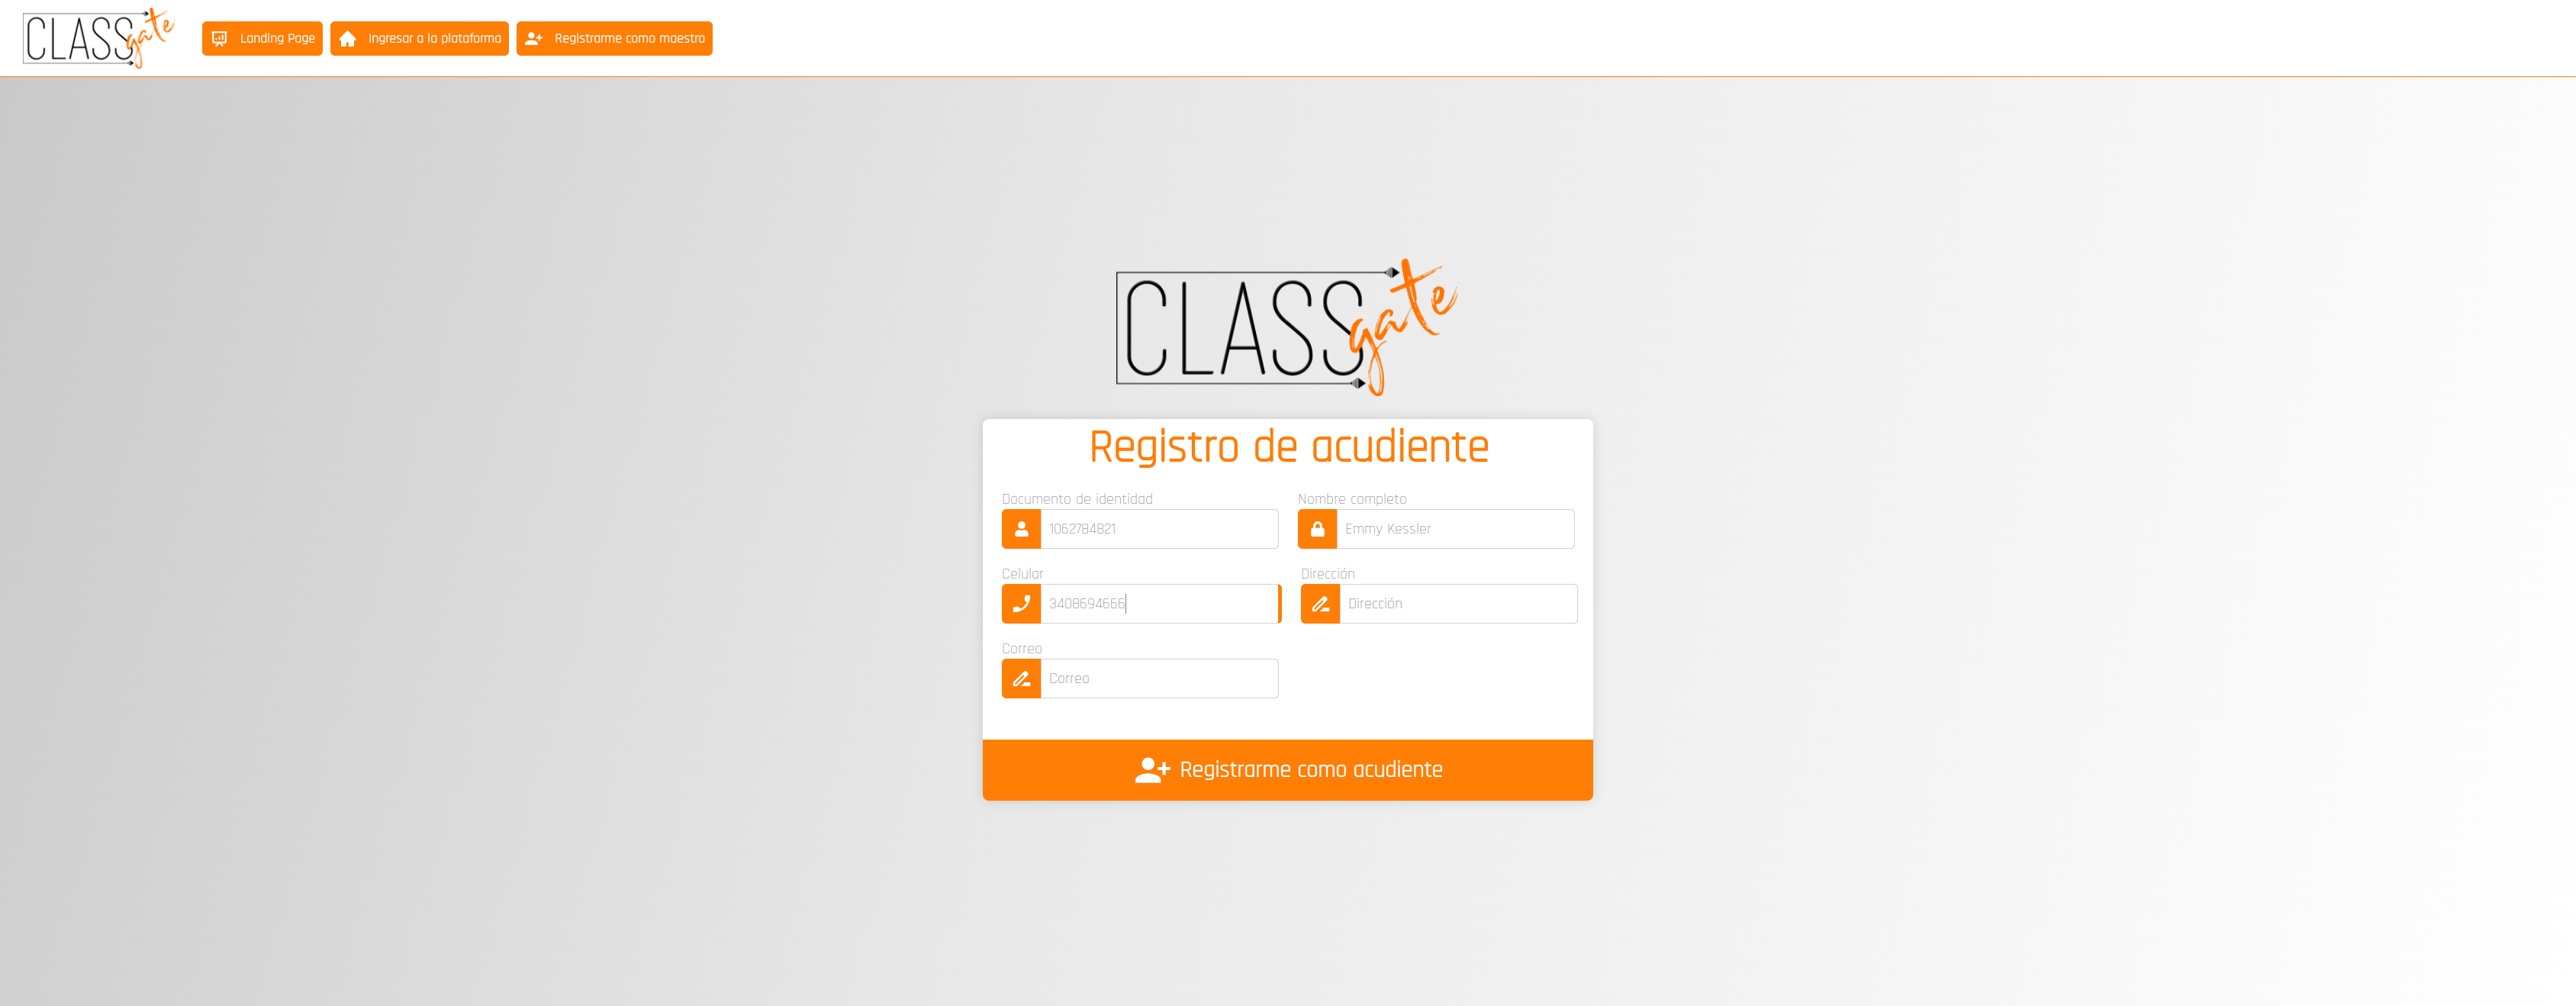 CLASSgate
Landing Page
Ingresar a la plataforma
Registrarme como maestro
CLASSgate
Registro de acudiente
Documento de identidad
1062784821
Nombre completo
Emmy Kessler
Celular
3408694666
Dirección
Dirección
Correo
Correo
Registrarme como acudiente